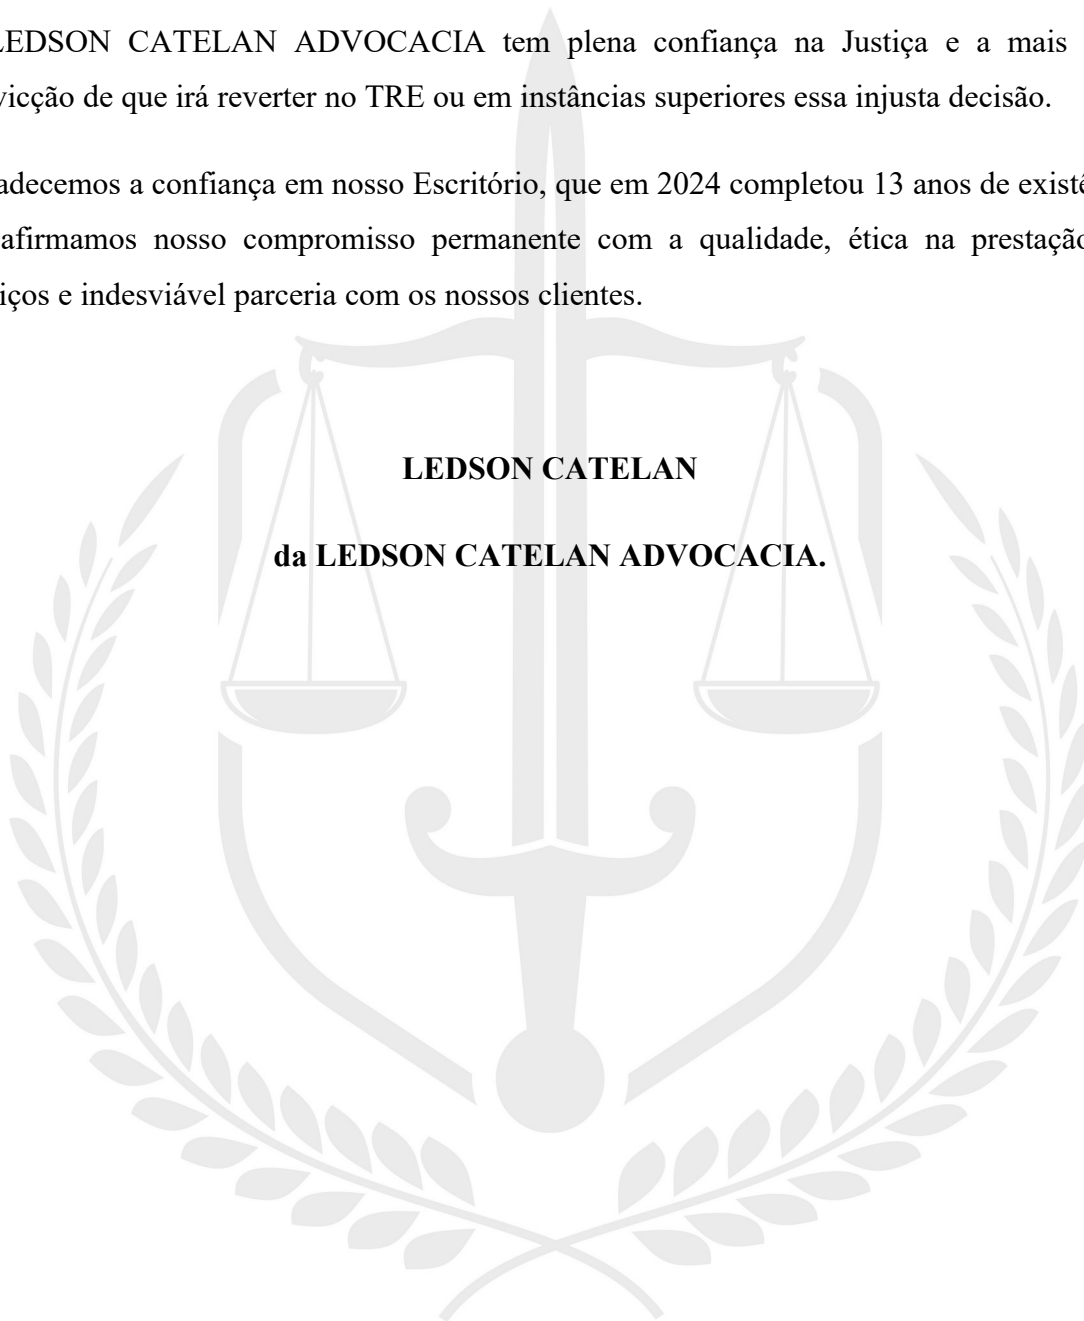 LEDSON CATELAN ADVOCACIA tem plena confiança na Justiça e a mais
vicção de que irá reverter no TRE ou em instâncias superiores essa injusta decisão.
adecemos a confiança em nosso Escritório, que em 2024 completou 13 anos de existê
afirmamos nosso compromisso permanente com a qualidade, ética na prestação
iços e indesviável parceria com os nossos clientes.
LEDSON CATELAN
da LEDSON CATELAN ADVOCACIA.